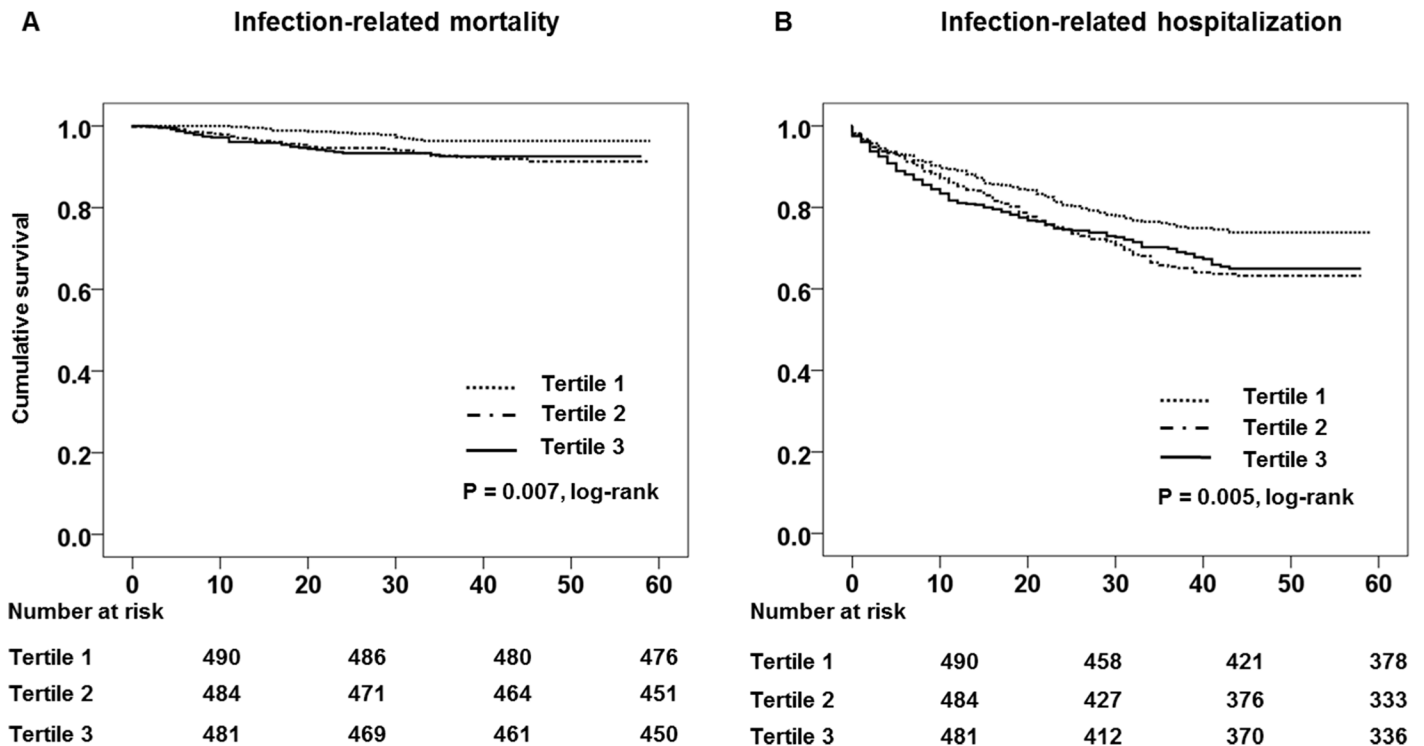 A Infection-related mortality
Cumulative survival
1.0
0.8
0.6
0.4
0.2
0.0
Tertile 1
Tertile 2
Tertile 3
P = 0.007, log-rank
0 10 20 30 40 50 60
Number at risk
Tertile 1 490 486 480 476
Tertile 2 484 471 464 451
Tertile 3 481 469 461 450
B Infection-related hospitalization
1.0
0.8
0.6
0.4
0.2
0.0
Tertile 1
Tertile 2
Tertile 3
P = 0.005, log-rank
0 10 20 30 40 50 60
Number at risk
Tertile 1 490 458 421 378
Tertile 2 484 427 376 333
Tertile 3 481 412 370 336